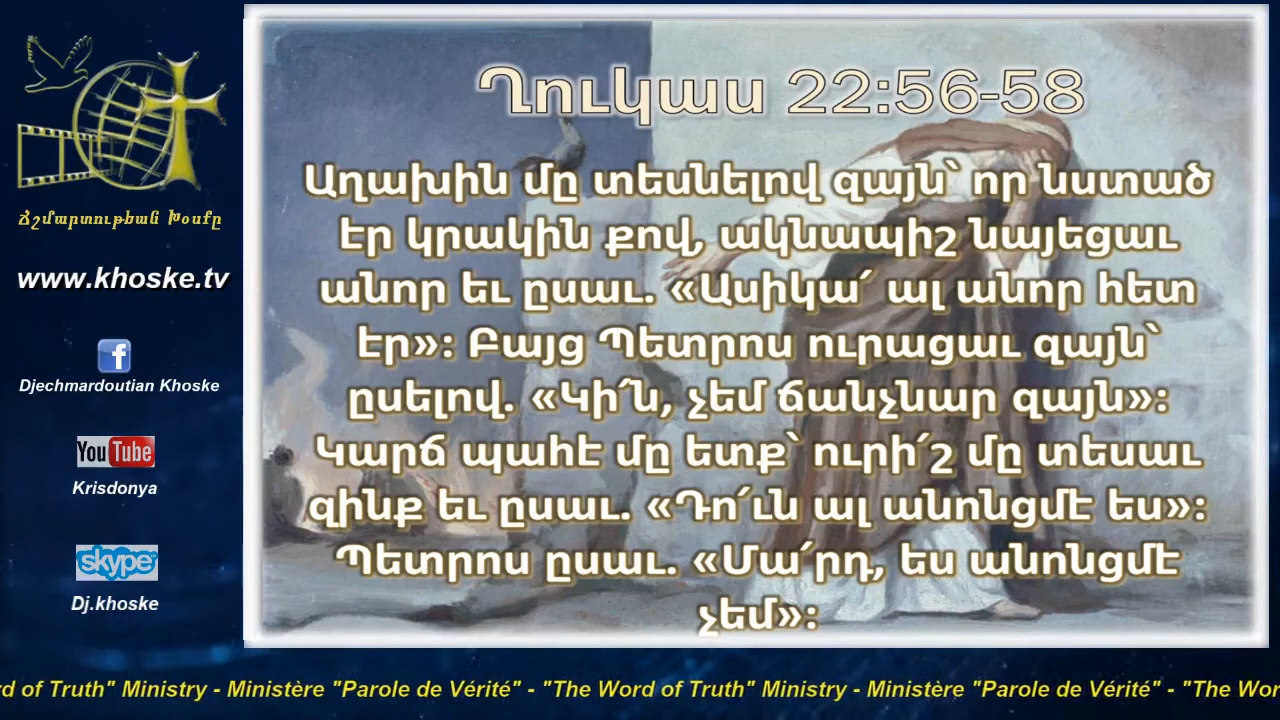 Ճշմարտութեան Խօսքը
www.khoske.tv
Djechmardoutian Khoske
You Tube
Krisdonya
skype
Dj.khoske
Ղուկաս 22:56-58
Աղախին մը տեսնելով զայն՝ որ նստած
էր կրակին քով, ակնապիշ նայեցաւ
անոր եւ ըսաւ. «Ասիկա՛ ալ անոր հետ
էր»: Բայց Պետրոս ուրացաւ զայն՝
ըսելով. «Կի՛ն, չեմ ճանչնար զայն»:
Կարճ պահէ մը ետք՝ ուրի՛շ մը տեսաւ
զինք եւ ըսաւ. «Դո՛ւն ալ անոնցմէ ես»:
Պետրոս ըսաւ. «Մա՛րդ, ես անոնցմէ
չեմ»:
rd of Truth" Ministry - Ministère "Parole de Vérité" - "The Word of Truth" Ministry - Ministère "Parole de Vérité" - "The Wor